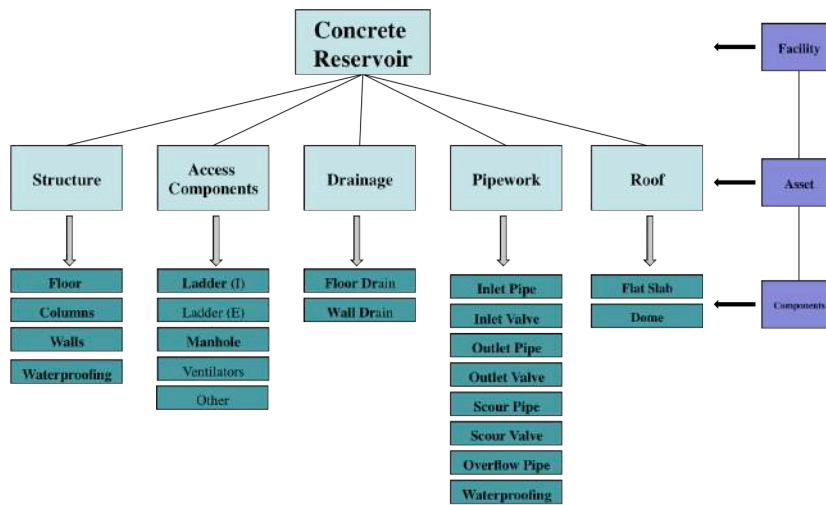 Concrete
Reservoir
Facility
Structure
Access
Components
Drainage
Pipework
Roof
Asset
Floor
Columns
Walls
Waterproofing
Ladder (I)
Ladder (E)
Manhole
Ventilators
Other
Floor Drain
Wall Drain
Inlet Pipe
Inlet Valve
Outlet Pipe
Outlet Valve
Scour Pipe
Scour Valve
Overflow Pipe
Waterproofing
Flat Slab
Dome
Components